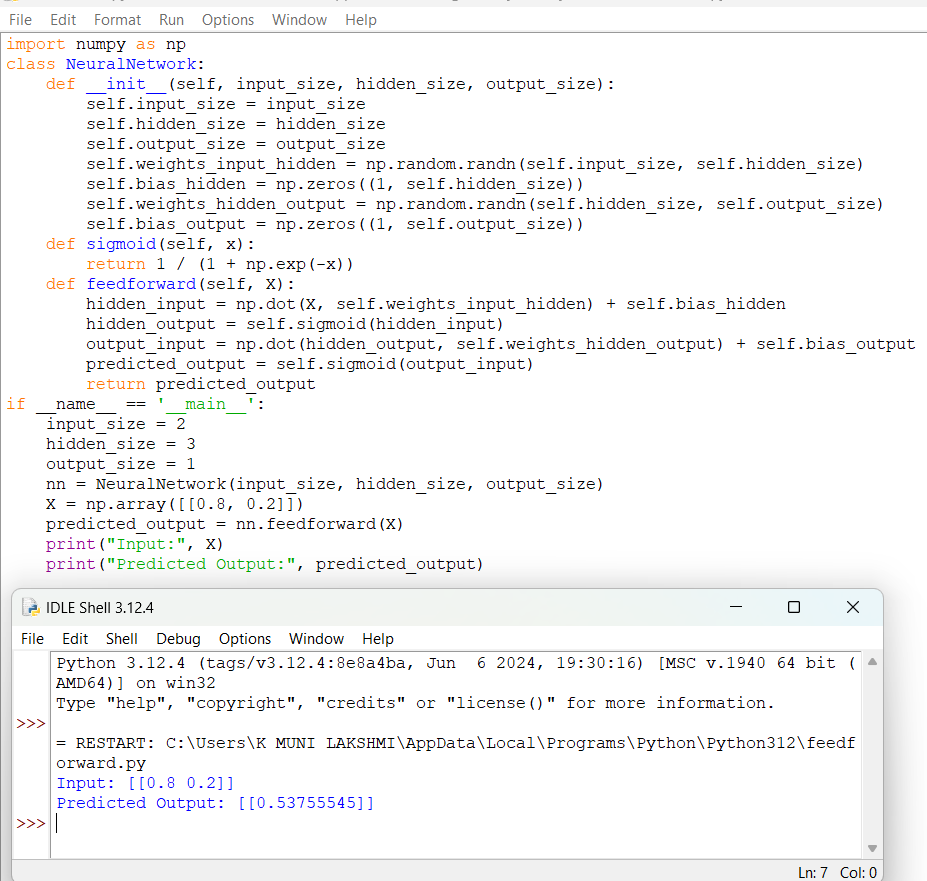 File Edit Format Run Options Window Help
import numpy as np
class NeuralNetwork:
    def __init__(self, input_size, hidden_size, output_size):
        self.input_size = input_size
        self.hidden_size = hidden_size
        self.output_size = output_size
        self.weights_input_hidden = np.random.randn(self.input_size, self.hidden_size)
        self.bias_hidden = np.zeros((1, self.hidden_size))
        self.weights_hidden_output = np.random.randn(self.hidden_size, self.output_size)
        self.bias_output = np.zeros((1, self.output_size))
    def sigmoid(self, x):
        return 1 / (1 + np.exp(-x))
    def feedforward(self, X):
        hidden_input = np.dot(X, self.weights_input_hidden) + self.bias_hidden
        hidden_output = self.sigmoid(hidden_input)
        output_input = np.dot(hidden_output, self.weights_hidden_output) + self.bias_output
        predicted_output = self.sigmoid(output_input)
        return predicted_output
if __name__ == '__main__':
    input_size = 2
    hidden_size = 3
    output_size = 1
    nn = NeuralNetwork(input_size, hidden_size, output_size)
    X = np.array([[0.8, 0.2]])
    predicted_output = nn.feedforward(X)
    print("Input:", X)
    print("Predicted Output:", predicted_output)
IDLE Shell 3.12.4
File Edit Shell Debug Options Window Help
Python 3.12.4 (tags/v3.12.4:8e8a4ba, Jun  6 2024, 19:30:16) [MSC v.1940 64 bit (
AMD64)] on win32
Type "help", "copyright", "credits" or "license()" for more information.
>>>
= RESTART: C:\Users\K MUNI LAKSHMI\AppData\Local\Programs\Python\Python312\feedf
orward.py
Input: [[0.8 0.2]]
Predicted Output: [[0.53755545]]
>>>
Ln: 7 Col: 0